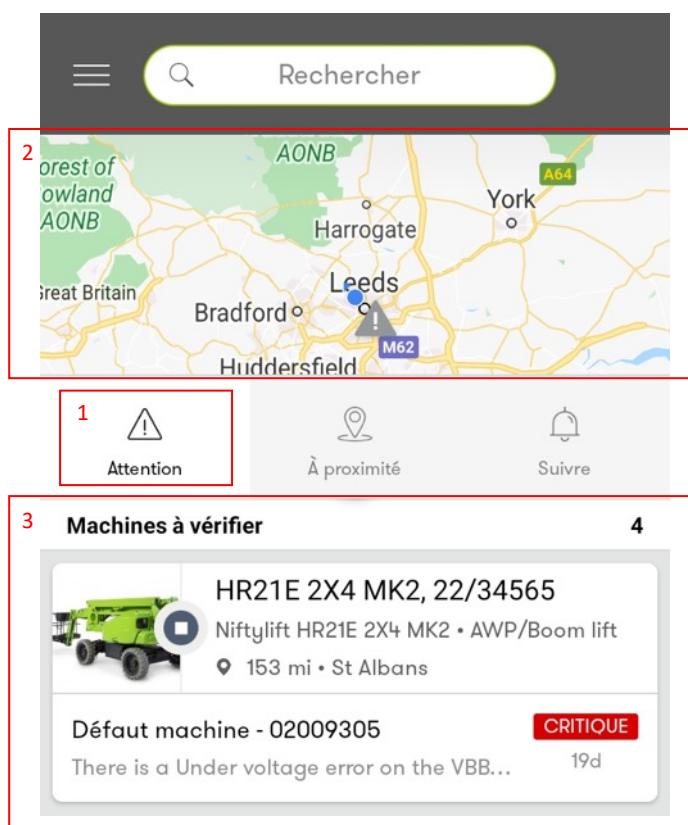 Rechercher
2
orest of
owland
AONB
AONB
A64
York
Harrogate
Great Britain
Leeds
Bradford
M62
Huddersfield
1
Attention
À proximité
Suivre
3
Machines à vérifier 4
HR21E 2X4 MK2, 22/34565
Niftylift HR21E 2X4 MK2 • AWP/Boom lift
153 mi • St Albans
Défaut machine - 02009305 CRITIQUE
There is a Under voltage error on the VBB... 19d